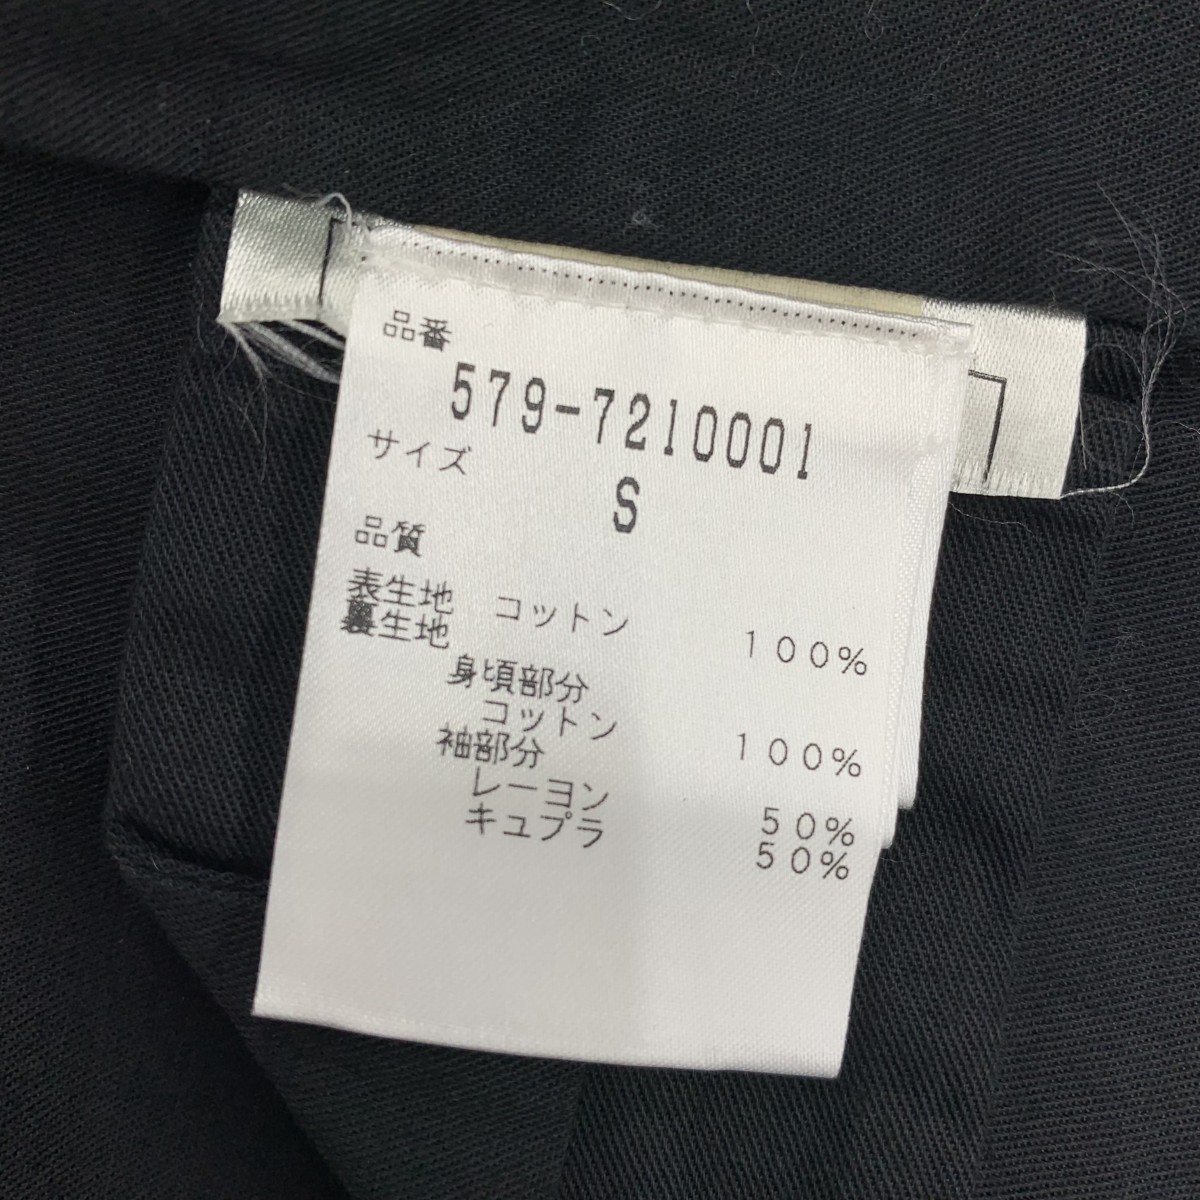 品番
579-7210001
サイズ
S
品質
表生地 コットン 100%
裏生地
身頃部分
コットン 100%
袖部分
レーヨン 50%
キュプラ 50%